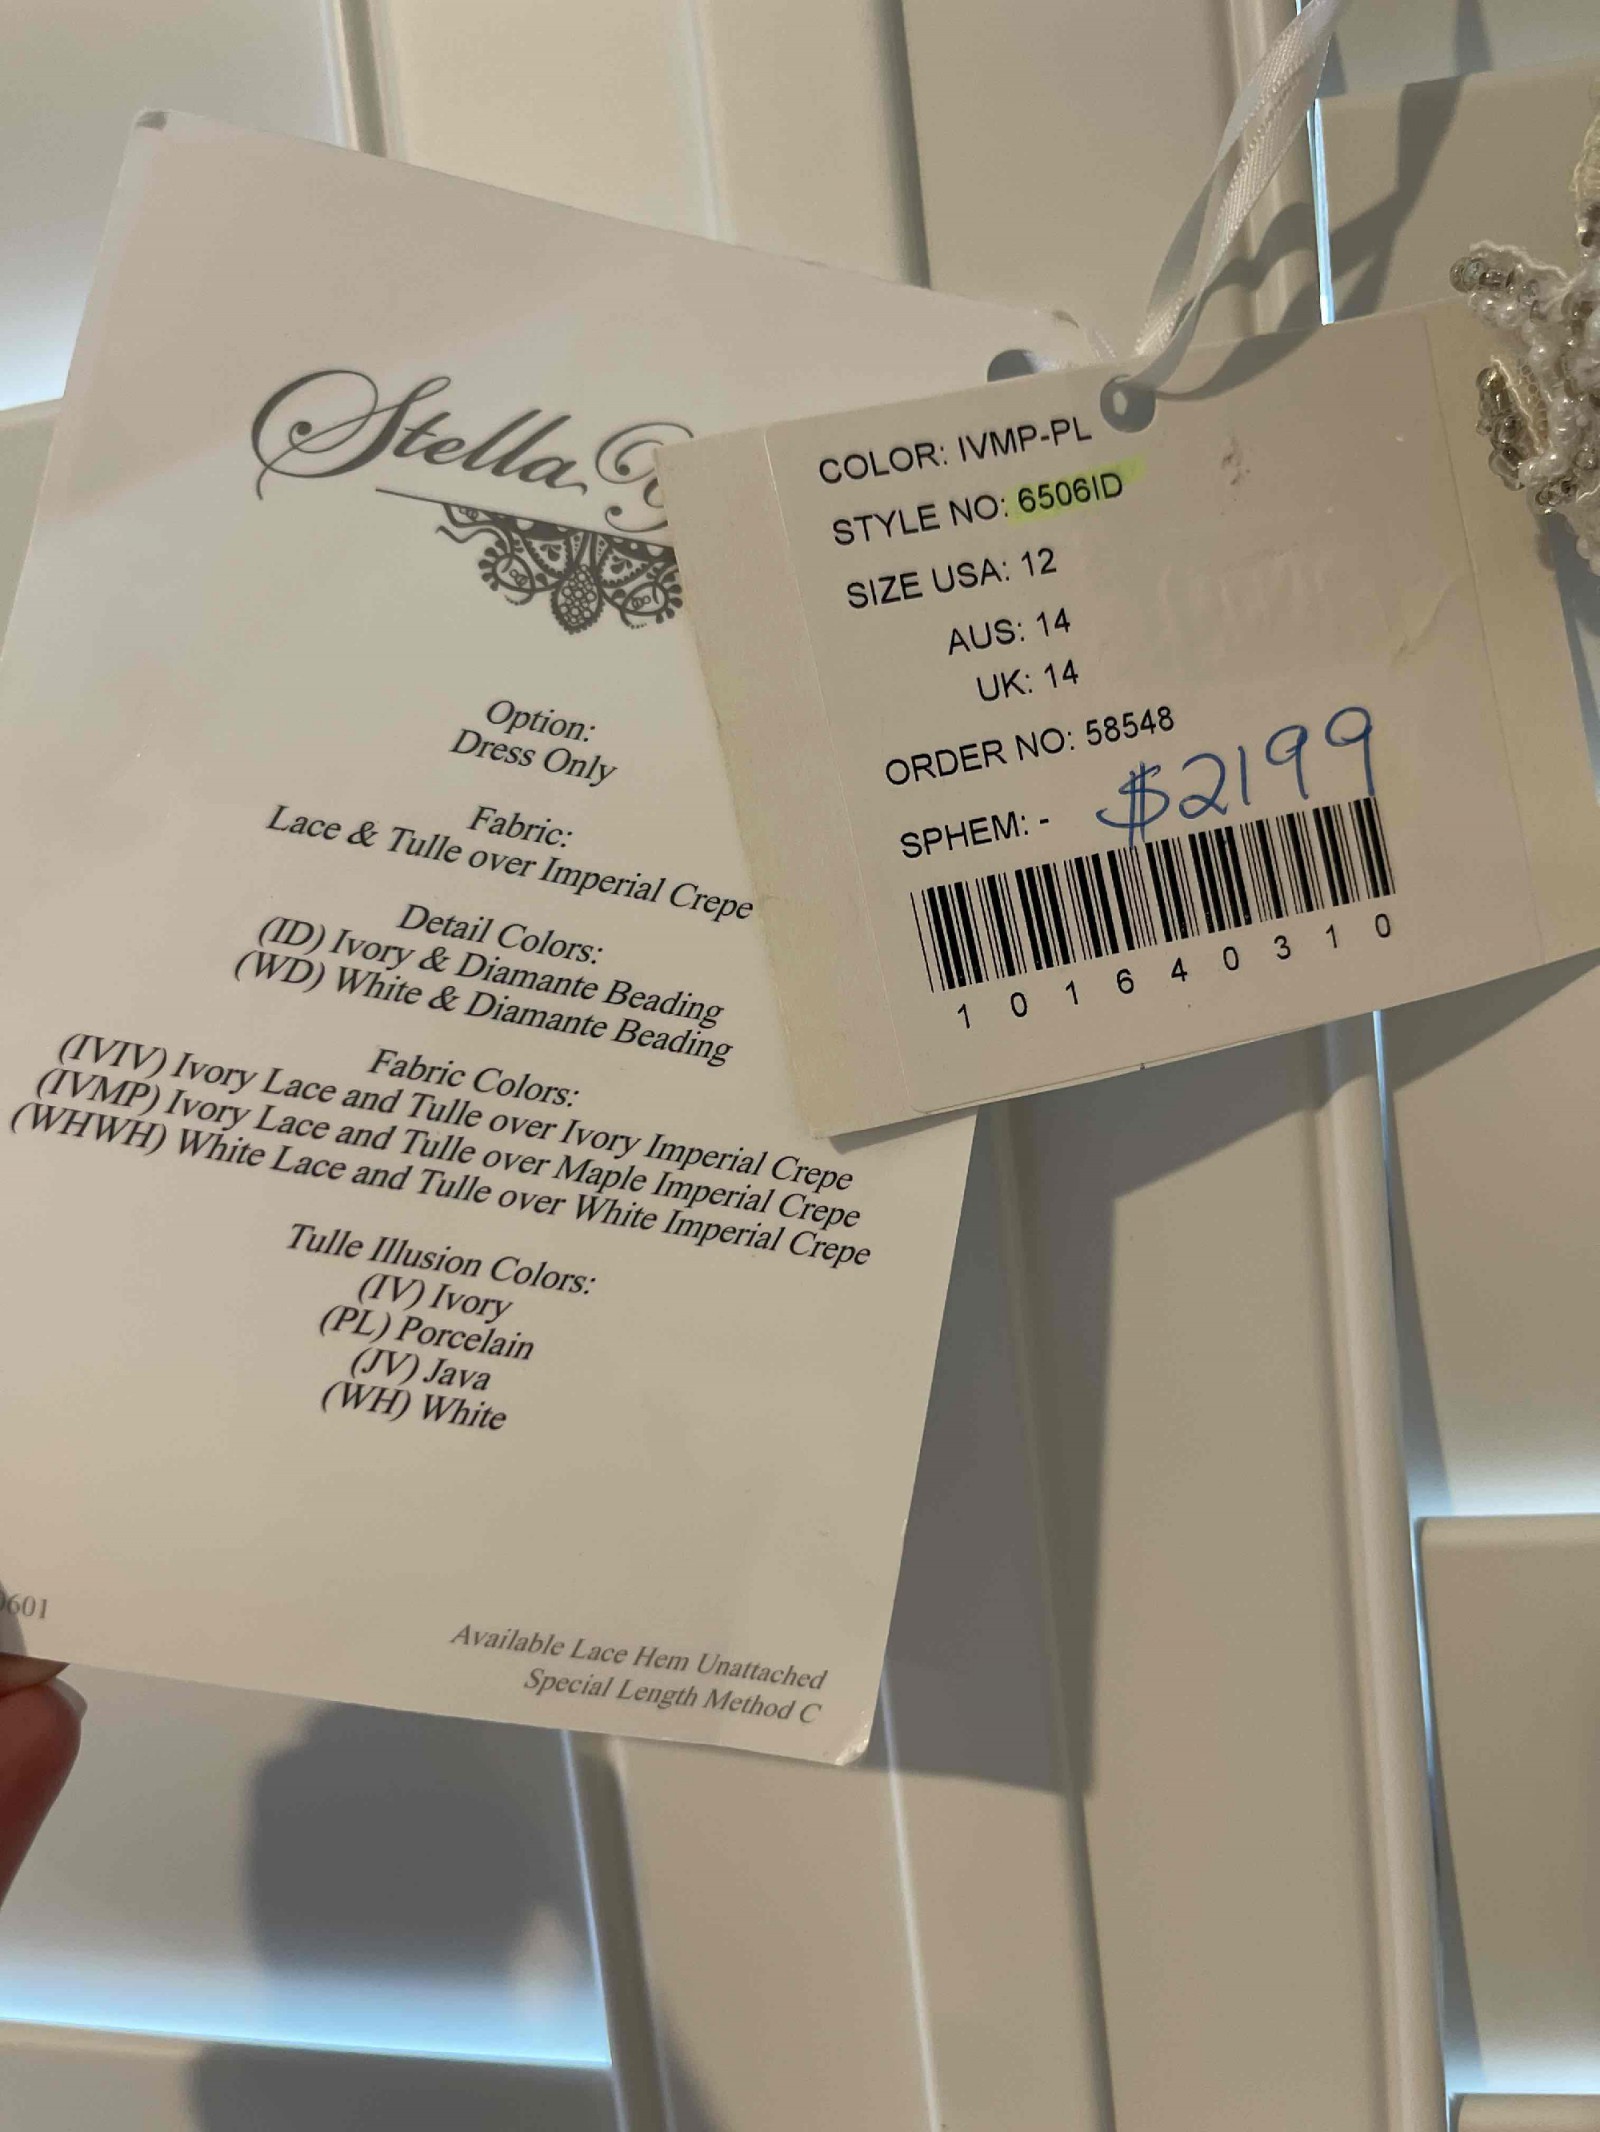 Stella
Option:
Dress Only
Fabric:
Lace & Tulle over Imperial Crepe
Detail Colors:
(ID) Ivory & Diamante Beading
(WD) White & Diamante Beading
Fabric Colors:
(IVIV) Ivory Lace and Tulle over Ivory Imperial Crepe
(IVMP) Ivory Lace and Tulle over Maple Imperial Crepe
(WHWH) White Lace and Tulle over White Imperial Crepe
Tulle Illusion Colors:
(IV) Ivory
(PL) Porcelain
(JV) Java
(WH) White
Available Lace Hem Unattached
Special Length Method C
COLOR: IVMP-PL
STYLE NO: 6506ID
SIZE USA: 12
AUS: 14
UK: 14
ORDER NO: 58548
$2199
SPHEM: -
1 0 1 6 4 0 3 1 0